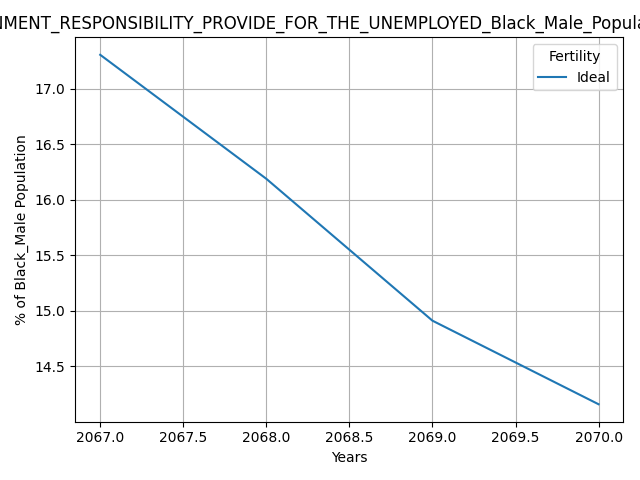 NMENT_RESPONSIBILITY_PROVIDE_FOR_THE_UNEMPLOYED_Black_Male_Popula
Fertility
Ideal
% of Black_Male Population
17.0
16.5
16.0
15.5
15.0
14.5
2067.0 2067.5 2068.0 2068.5 2069.0 2069.5 2070.0
Years